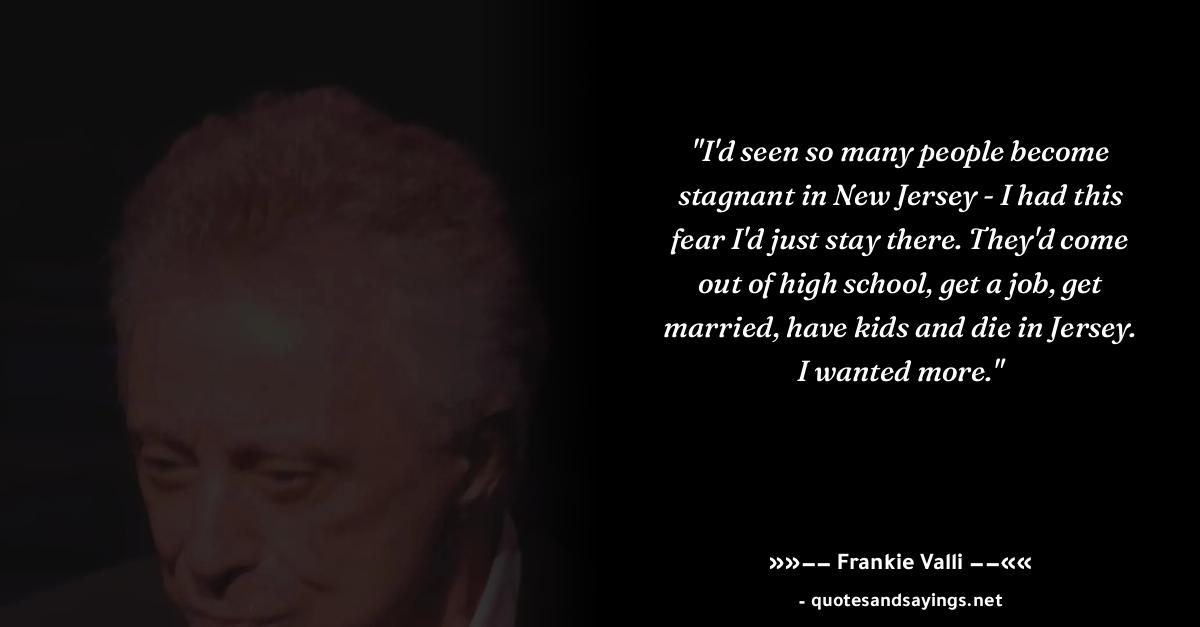 "I'd seen so many people become
stagnant in New Jersey - I had this
fear I'd just stay there. They'd come
out of high school, get a job, get
married, have kids and die in Jersey.
I wanted more."
»»−− Frankie Valli −−««
- quotesandsayings.net